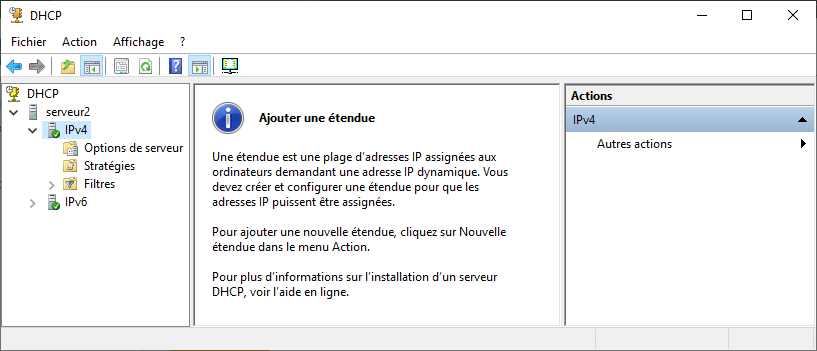 DHCP
Fichier Action Affichage ?
DHCP
serveur2
IPv4
Options de serveur
Stratégies
Filtres
IPv6
Ajouter une étendue
Une étendue est une plage d'adresses IP assignées aux
ordinateurs demandant une adresse IP dynamique. Vous
devez créer et configurer une étendue pour que les
adresses IP puissent être assignées.
Pour ajouter une nouvelle étendue, cliquez sur Nouvelle
étendue dans le menu Action.
Pour plus d'informations sur l'installation d'un serveur
DHCP, voir l'aide en ligne.
Actions
IPv4
Autres actions